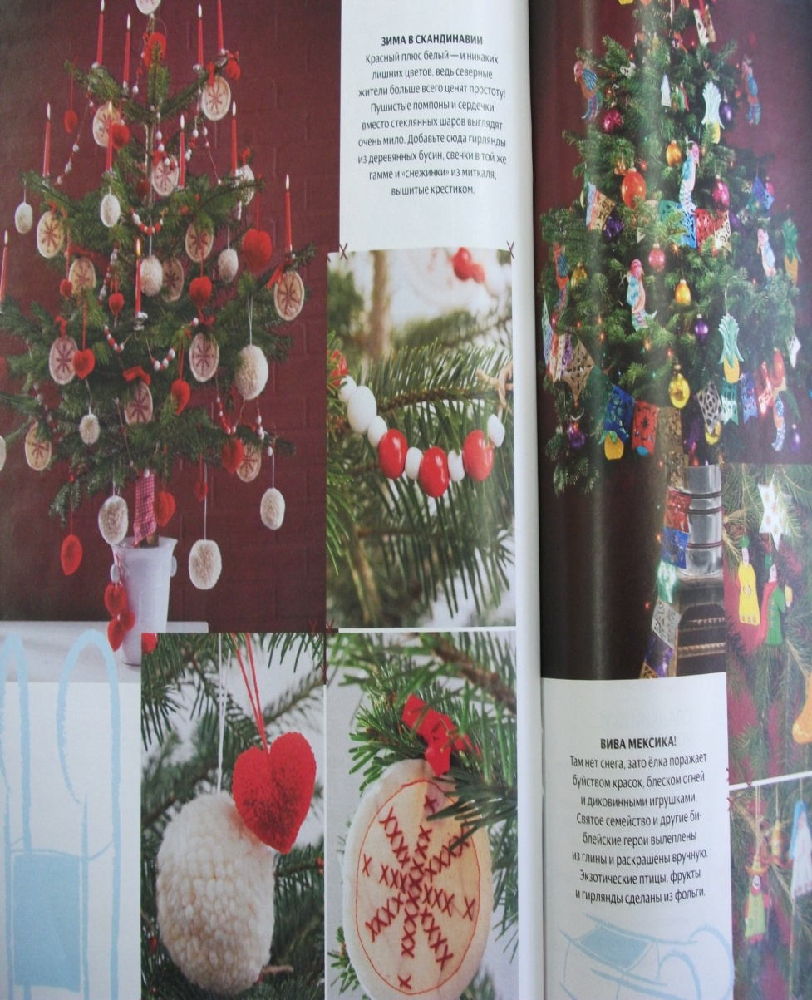 ЗИМА В СКАНДИНАВИИ
Красный плюс белый — и никаких
лишних цветов, ведь северные
жители больше всего ценят простоту!
Пушистые помпоны и сердечки
вместо стеклянных шаров выглядят
очень мило. Добавьте сюда гирлянды
из деревянных бусин, свечки в той же
гамме и «снежинки» из миткаля,
вышитые крестиком.
ВИВА МЕКСИКА!
Там нет снега, зато ёлка поражает
буйством красок, блеском огней
и диковинными игрушками.
Святое семейство и другие би-
блейские герои вылеплены
из глины и раскрашены вручную.
Экзотические птицы, фрукты
и гирлянды сделаны из фольги.